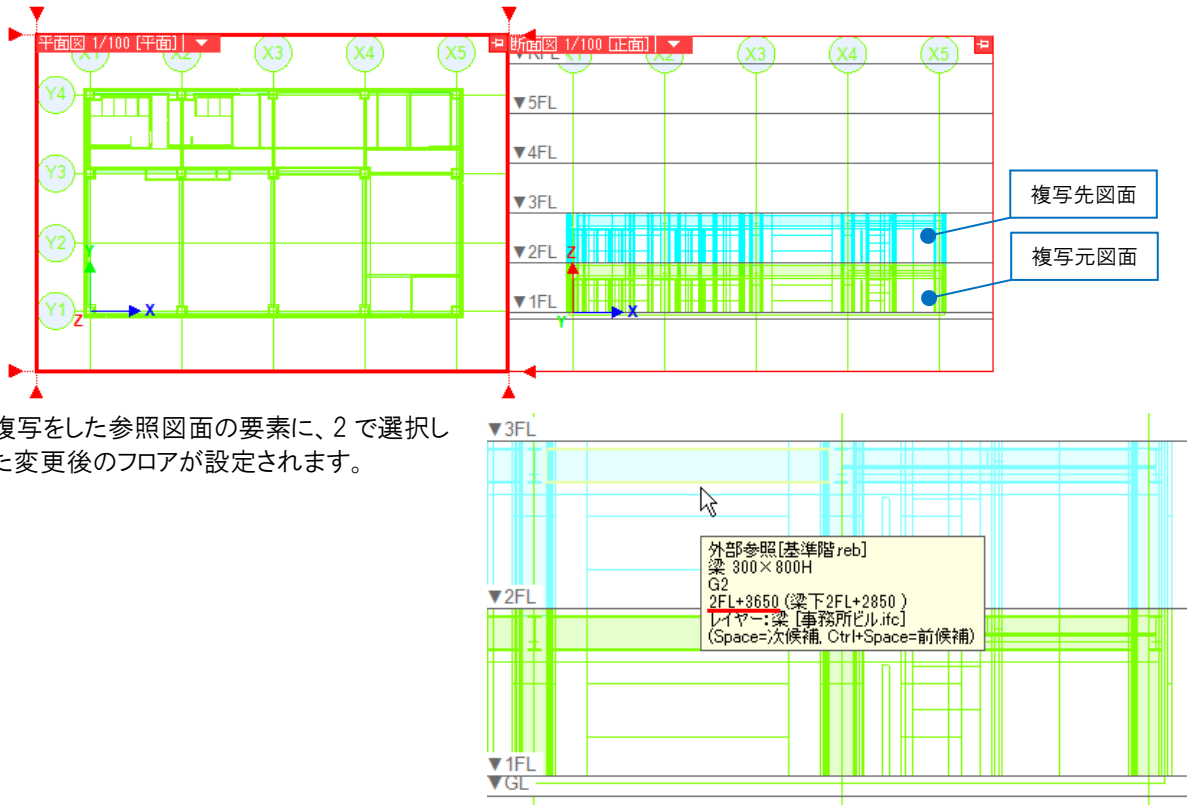 平面図 1/100 [平面]
断面図 1/100 [正面]
X1 X2 X3 X4 X5
X1 X2 X3 X4 X5
Y4
Y3
Y2
Y1
Y
X
Z
▼RFL
▼5FL
▼4FL
▼3FL
▼2FL
▼1FL
Z
X
Y
複写先図面
複写元図面
複写をした参照図面の要素に、2 で選択し
た変更後のフロアが設定されます。
▼3FL
▼2FL
▼1FL
▼GL
外部参照[基準階.reb]
梁 300×800H
G2
2FL+3650 (梁下2FL+2850 )
レイヤー：梁 [事務所ビル.ifc]
(Space=次候補, Ctrl+Space=前候補)